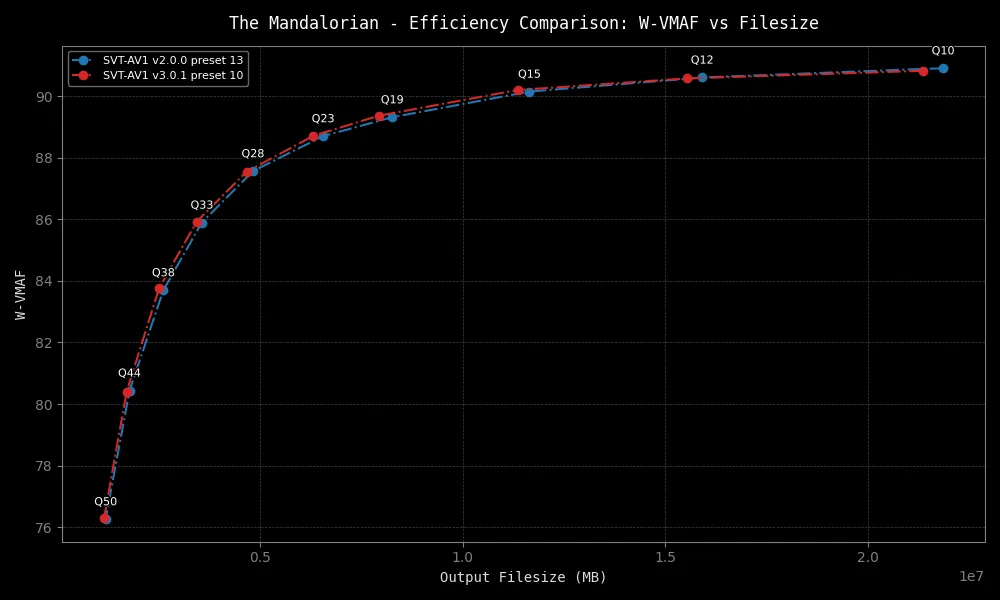 The Mandalorian - Efficiency Comparison: W-VMAF vs Filesize
SVT-AV1 v2.0.0 preset 13
SVT-AV1 v3.0.1 preset 10
Q10
Q12
Q15
Q19
Q23
Q28
Q33
Q38
Q44
Q50
90
88
86
84
82
80
78
76
W-VMAF
0.5
1.0
1.5
2.0
1e7
Output Filesize (MB)